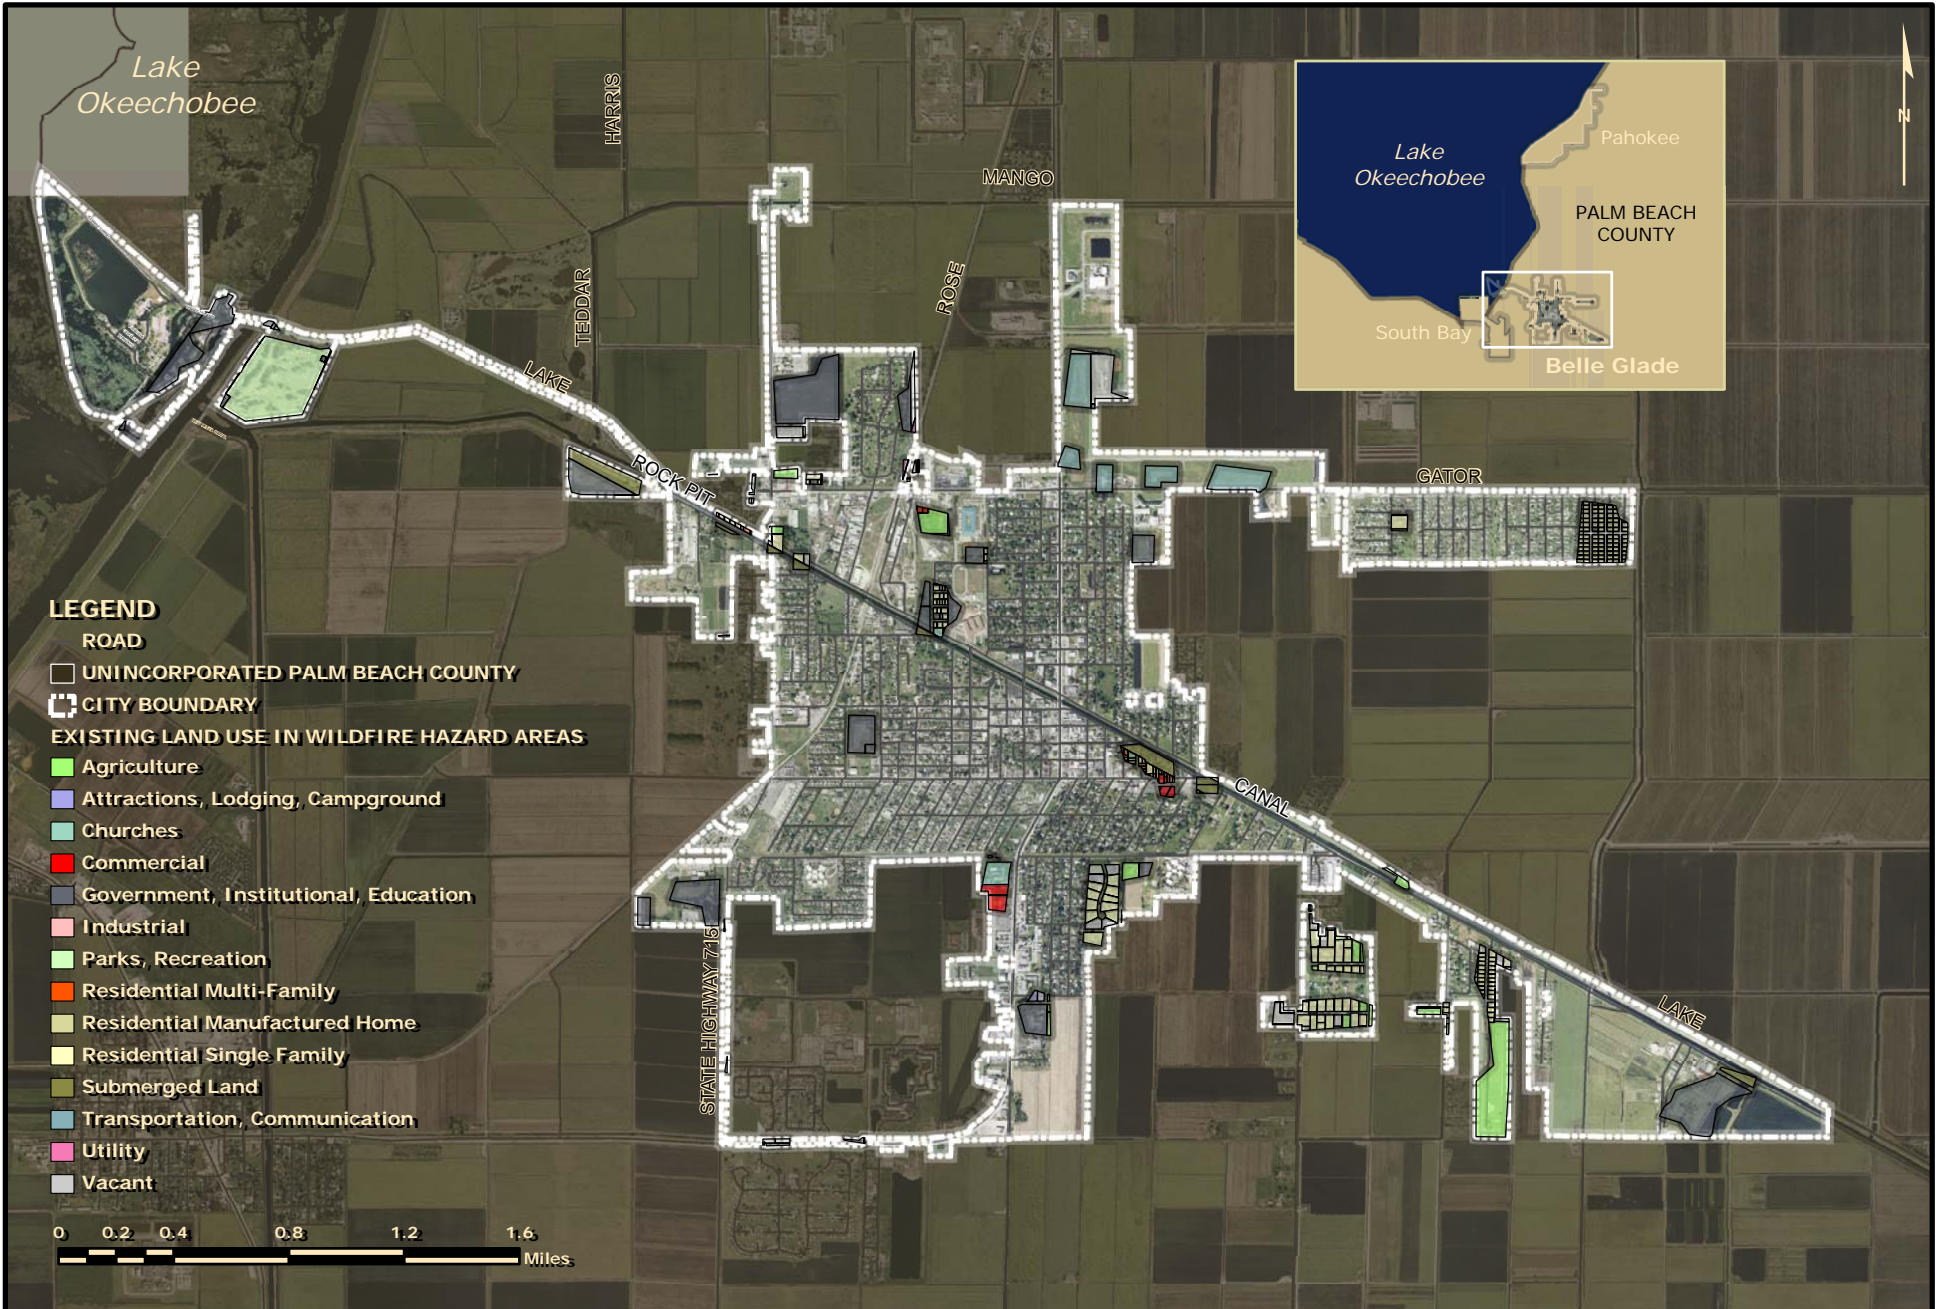 Lake
Okeechobee
HARRIS
MANGO
N
Lake
Okeechobee
Pahokee
PALM BEACH
COUNTY
South Bay
Belle Glade
TEDDAR
ROSE
LAKE
ROCK PIT
GATOR
CANAL
LAKE
STATE HIGHWAY 715
LEGEND
ROAD
UNINCORPORATED PALM BEACH COUNTY
CITY BOUNDARY
EXISTING LAND USE IN WILDFIRE HAZARD AREAS
Agriculture
Attractions, Lodging, Campground
Churches
Commercial
Government, Institutional, Education
Industrial
Parks, Recreation
Residential Multi-Family
Residential Manufactured Home
Residential Single Family
Submerged Land
Transportation, Communication
Utility
Vacant
0 0.2 0.4 0.8 1.2 1.6
Miles